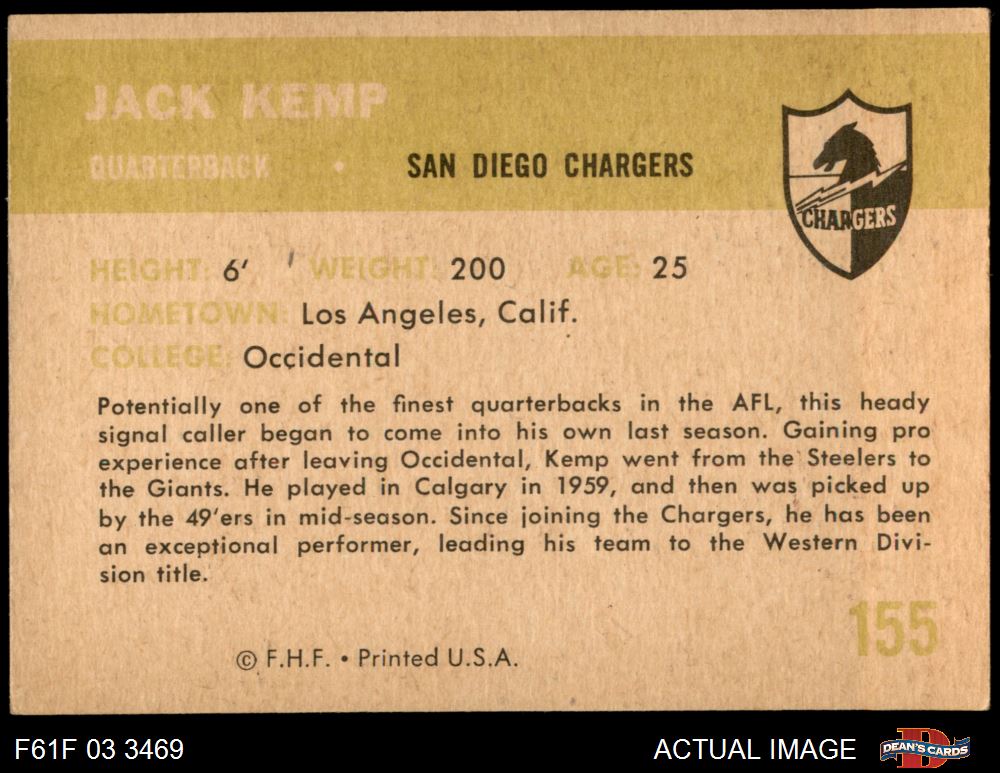 JACK KEMP
QUARTERBACK • SAN DIEGO CHARGERS
CHARGERS
HEIGHT: 6' WEIGHT: 200 AGE: 25
HOMETOWN: Los Angeles, Calif.
COLLEGE: Occidental
Potentially one of the finest quarterbacks in the AFL, this heady
signal caller began to come into his own last season. Gaining pro
experience after leaving Occidental, Kemp went from the Steelers to
the Giants. He played in Calgary in 1959, and then was picked up
by the 49'ers in mid-season. Since joining the Chargers, he has been
an exceptional performer, leading his team to the Western Divi-
sion title.
155
© F.H.F. • Printed U.S.A.
F61F 03 3469 ACTUAL IMAGE DEAN'S CARDS